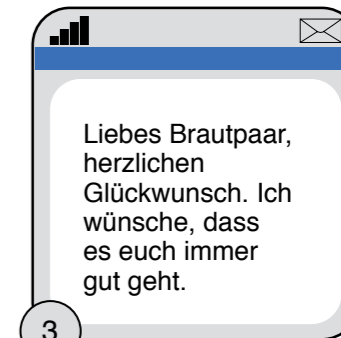 Liebes Brautpaar,
herzlichen
Glückwunsch. Ich
wünsche, dass
es euch immer
gut geht.
3